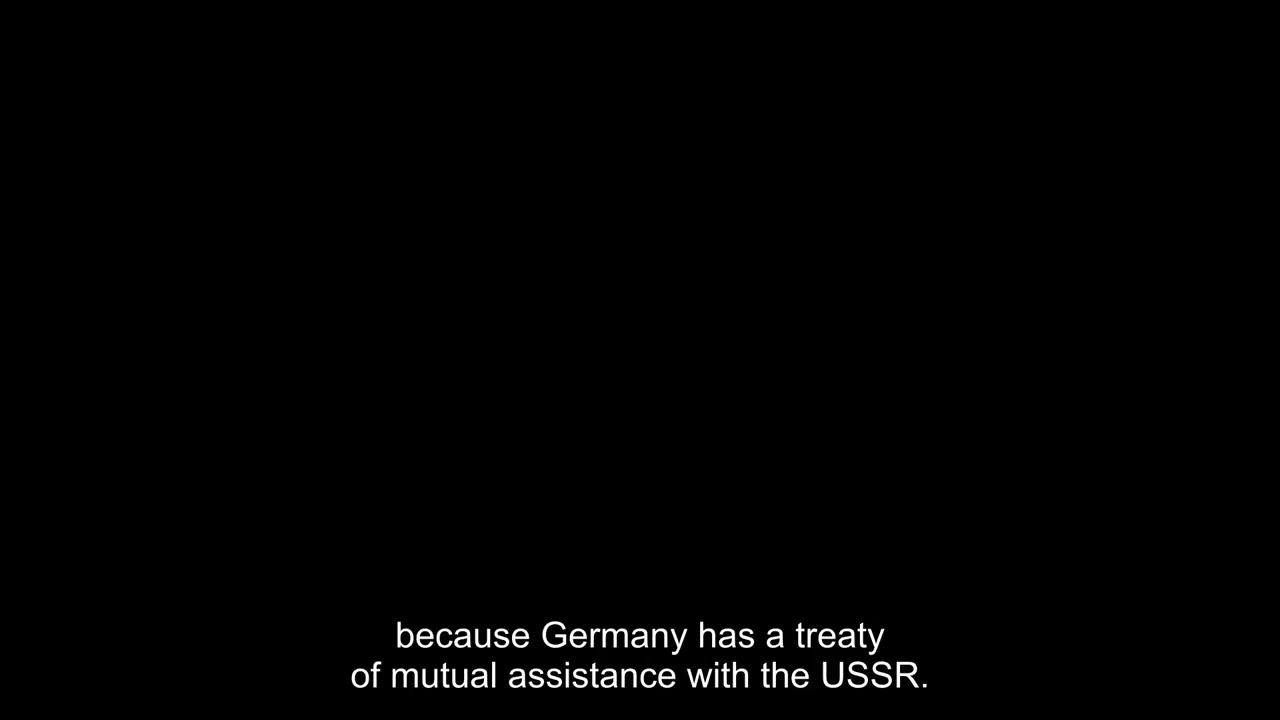 because Germany has a treaty
of mutual assistance with the USSR.